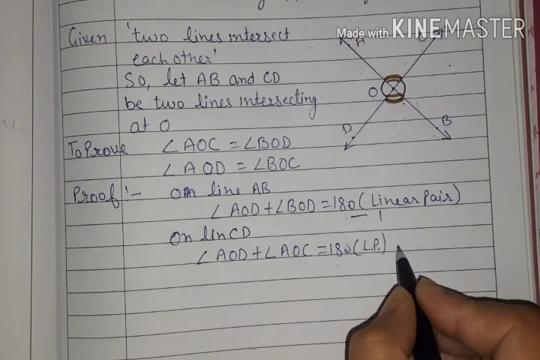 Made with KINEMASTER
Given 'two lines intersect
each other'
So, let AB and CD
be two lines intersecting
at O
A
C
O
D
B
To Prove ∠AOC = ∠BOD
∠AOD = ∠BOC
Proof :- on line AB
∠AOD + ∠BOD = 180 (Linear Pair)
1
On lin CD
∠AOD + ∠AOC = 180 (L.P.)